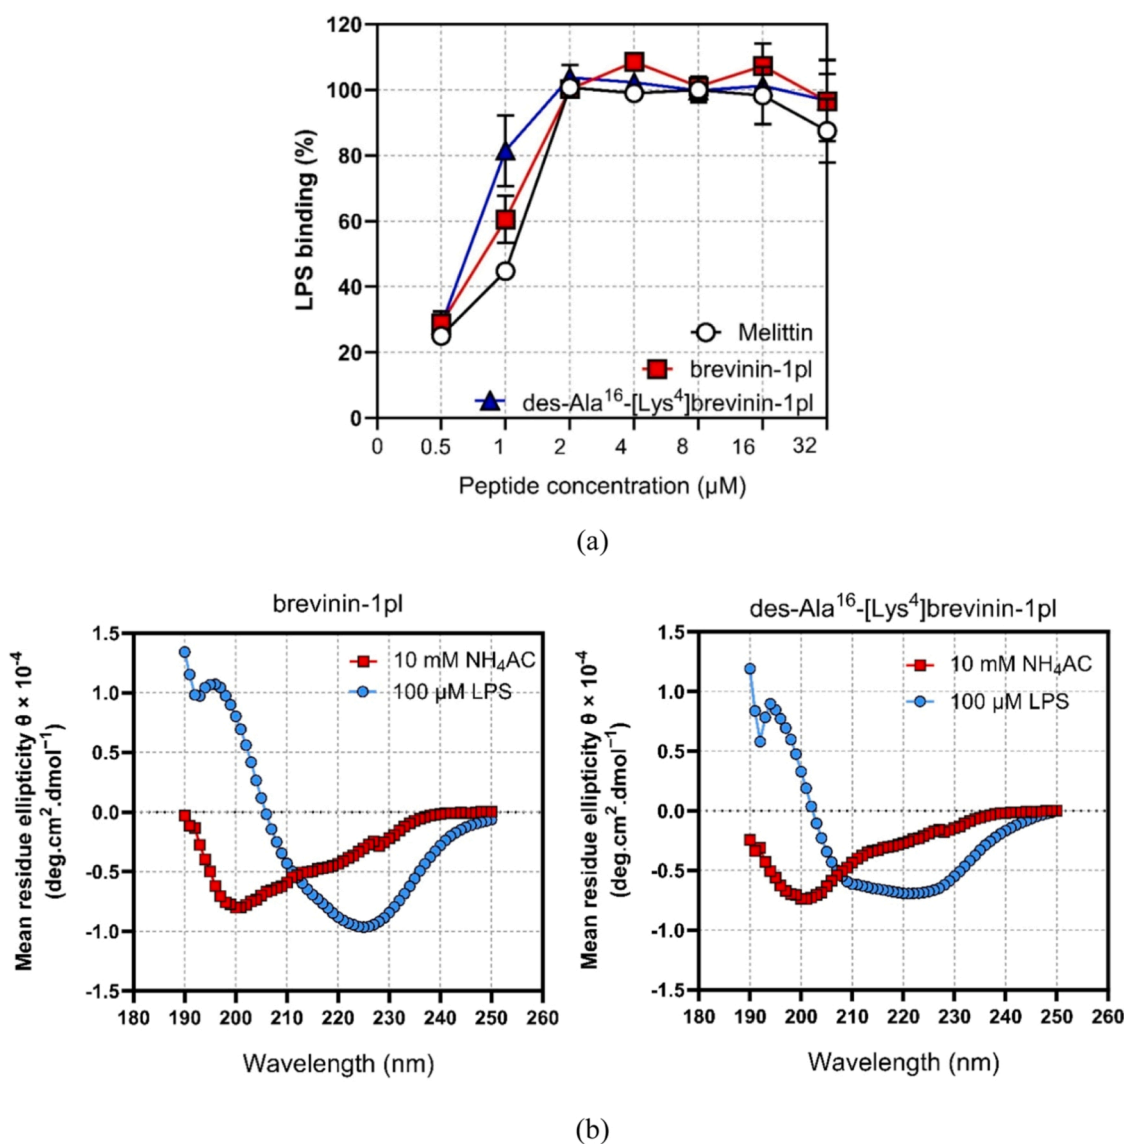 120
100
80
60
40
20
0
LPS binding (%)
Melittin
brevinin-1pl
des-Ala¹⁶-[Lys⁴]brevinin-1pl
0 0.5 1 2 4 8 16 32
Peptide concentration (µM)
(a)
brevinin-1pl
1.5
1.0
0.5
0.0
-0.5
-1.0
-1.5
Mean residue ellipticity θ × 10⁻⁴
(deg.cm².dmol⁻¹)
10 mM NH₄AC
100 µM LPS
180 190 200 210 220 230 240 250 260
Wavelength (nm)
des-Ala¹⁶-[Lys⁴]brevinin-1pl
1.5
1.0
0.5
0.0
-0.5
-1.0
-1.5
Mean residue ellipticity θ × 10⁻⁴
(deg.cm².dmol⁻¹)
10 mM NH₄AC
100 µM LPS
180 190 200 210 220 230 240 250 260
Wavelength (nm)
(b)